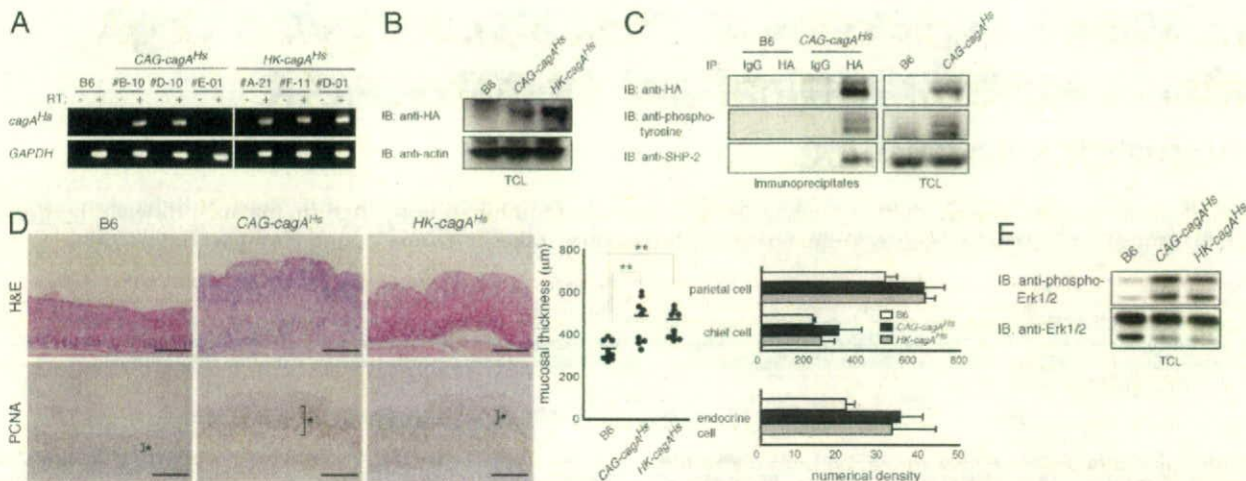 A
CAG-cagA^Hs HK-cagA^Hs
B6 #B-10 #D-10 #E-01 #A-21 #F-11 #D-01
RT: - + - + - + - + - + - + - +
cagA^Hs
GAPDH
B
B6 CAG-cagA^Hs HK-cagA^Hs
IB: anti-HA
IB: anti-actin
TCL
C
B6 CAG-cagA^Hs
IP: IgG HA IgG HA B6 CAG-cagA^Hs
IB: anti-HA
IB: anti-phospho-
tyrosine
IB: anti-SHP-2
Immunoprecipitates TCL
D
B6 CAG-cagA^Hs HK-cagA^Hs
H&E
PCNA
* * *
mucosal thickness (μm)
800
600
400
200
0
** **
B6 CAG-cagA^Hs HK-cagA^Hs
parietal cell
chief cell
B6
CAG-cagA^Hs
HK-cagA^Hs
0 200 400 600 800
endocrine
cell
0 10 20 30 40 50
numerical density
E
B6 CAG-cagA^Hs HK-cagA^Hs
IB: anti-phospho-
Erk1/2
IB: anti-Erk1/2
TCL